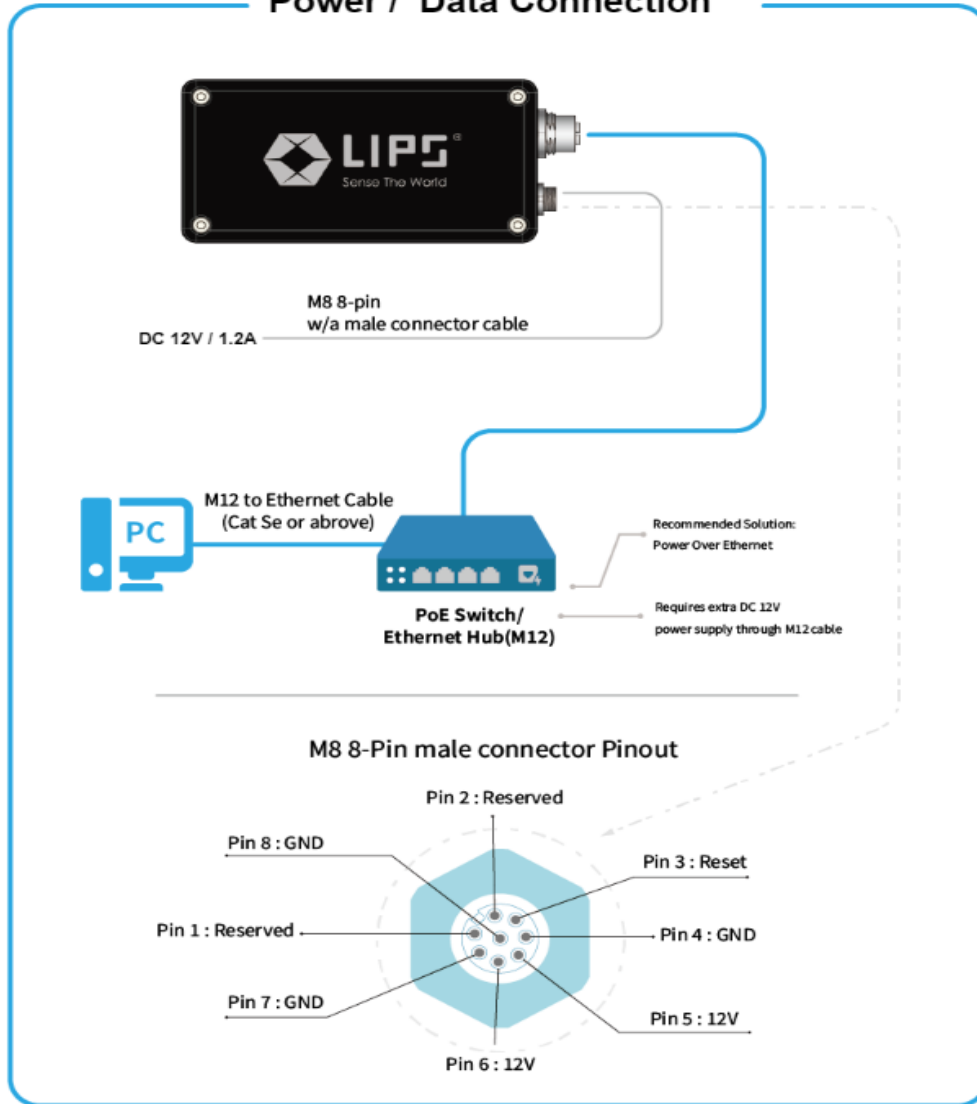 Power / Data Connection
LIPS®
Sense The World
M8 8-pin
w/a male connector cable
DC 12V / 1.2A
M12 to Ethernet Cable
(Cat Se or abrove)
PC
Recommended Solution:
Power Over Ethernet
PoE Switch/
Ethernet Hub(M12)
Requires extra DC 12V
power supply through M12 cable
M8 8-Pin male connector Pinout
Pin 2 : Reserved
Pin 8 : GND
Pin 3 : Reset
Pin 1 : Reserved
Pin 4 : GND
Pin 7 : GND
Pin 5 : 12V
Pin 6 : 12V